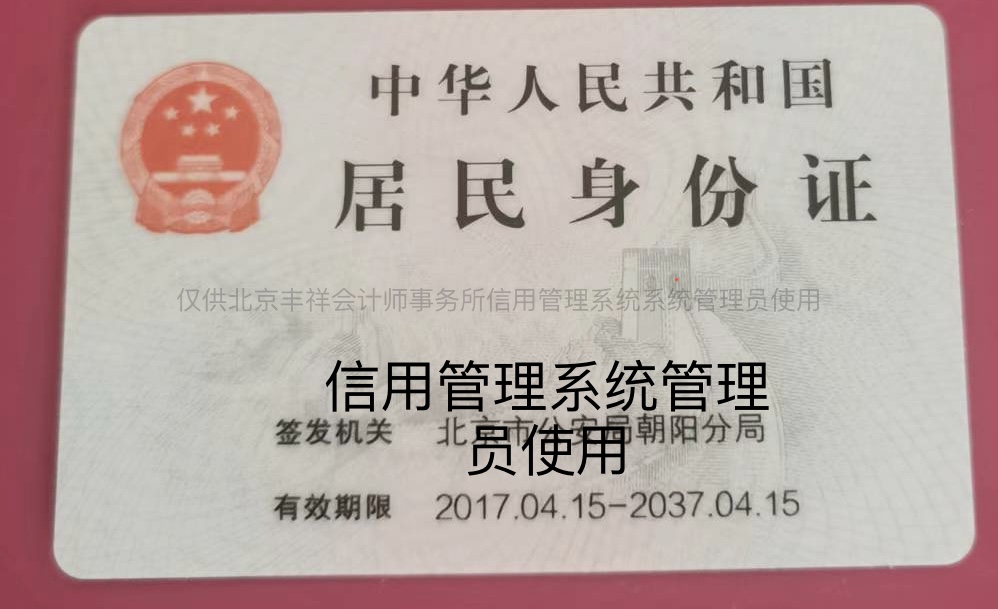 中华人民共和国
居民身份证
仅供北京丰祥会计师事务所信用管理系统系统管理员使用
信用管理系统管理
签发机关 北京市公安局朝阳分局
员使用
有效期限 2017.04.15-2037.04.15